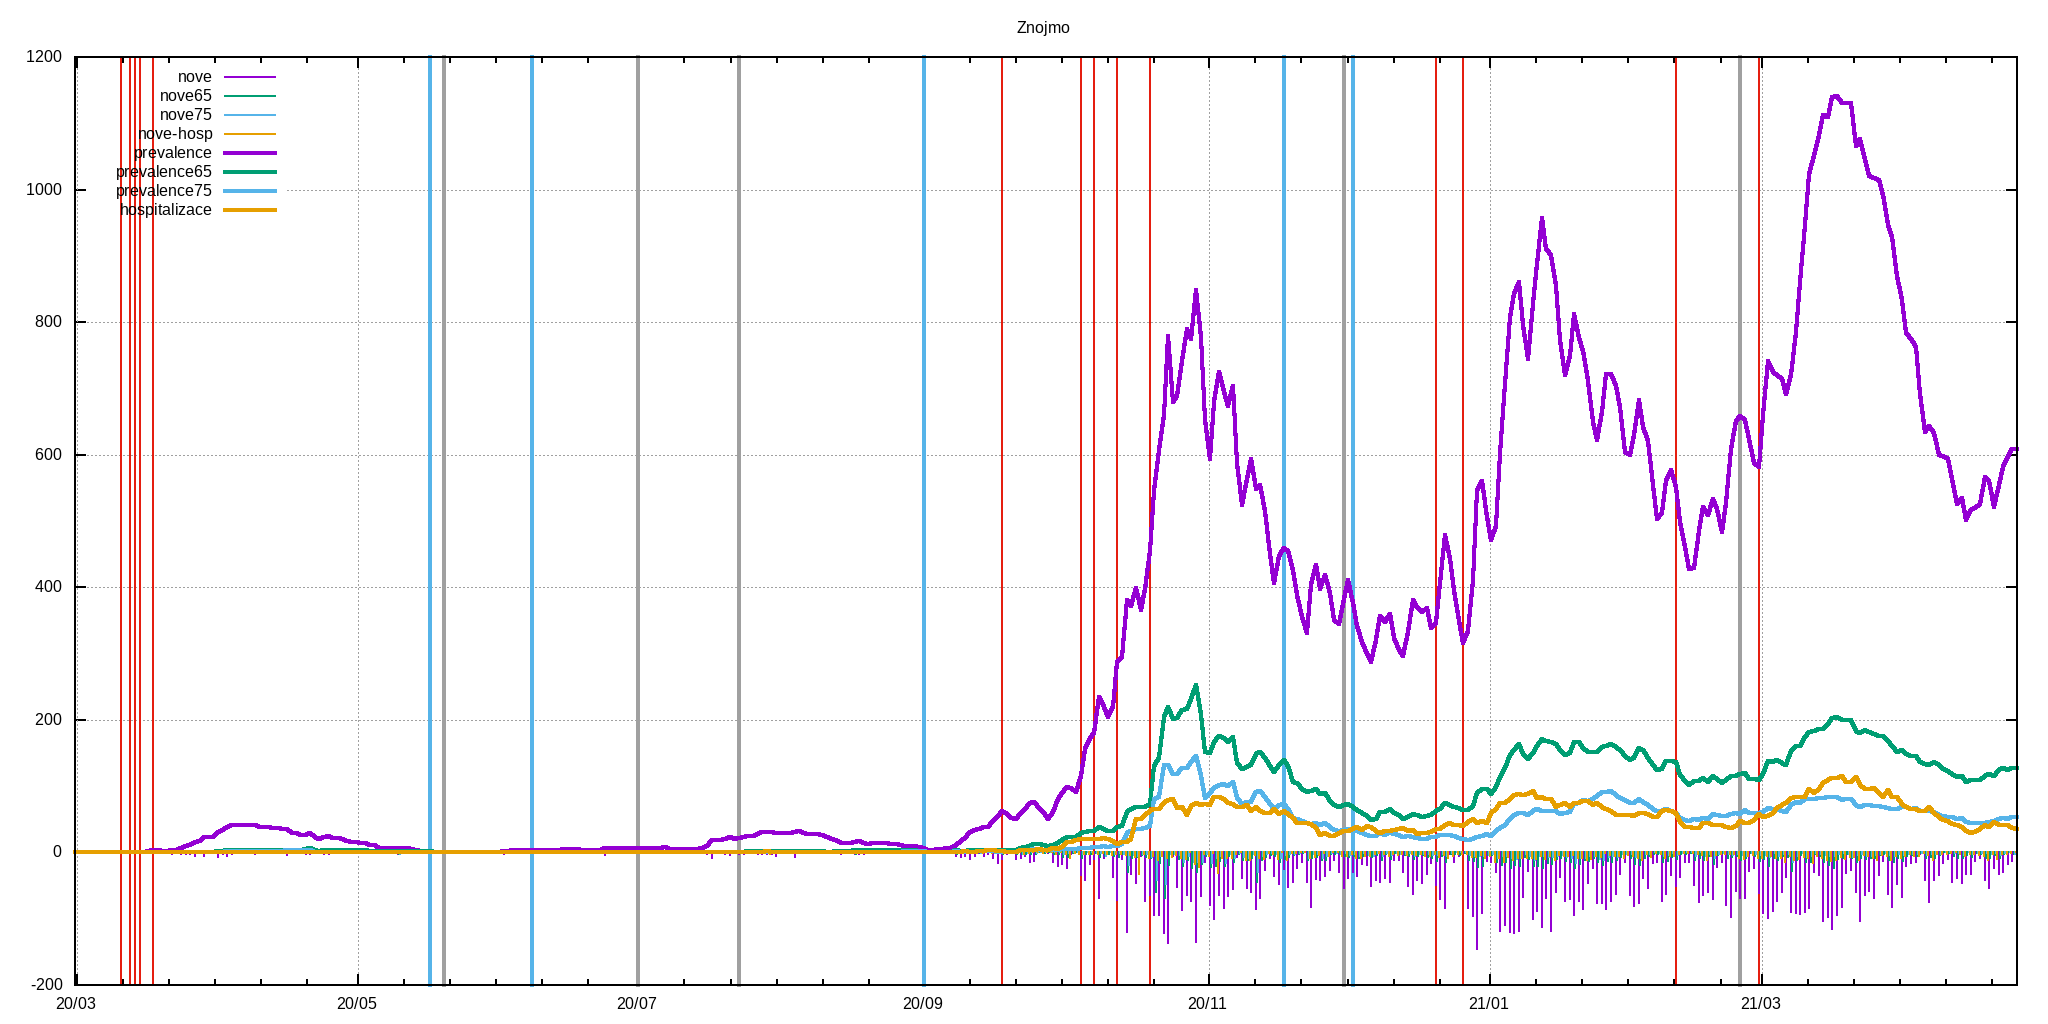 Znojmo
1200
1000
800
600
400
200
0
-200
nove
nove65
nove75
nove-hosp
prevalence
prevalence65
prevalence75
hospitalizace
20/03 20/05 20/07 20/09 20/11 21/01 21/03